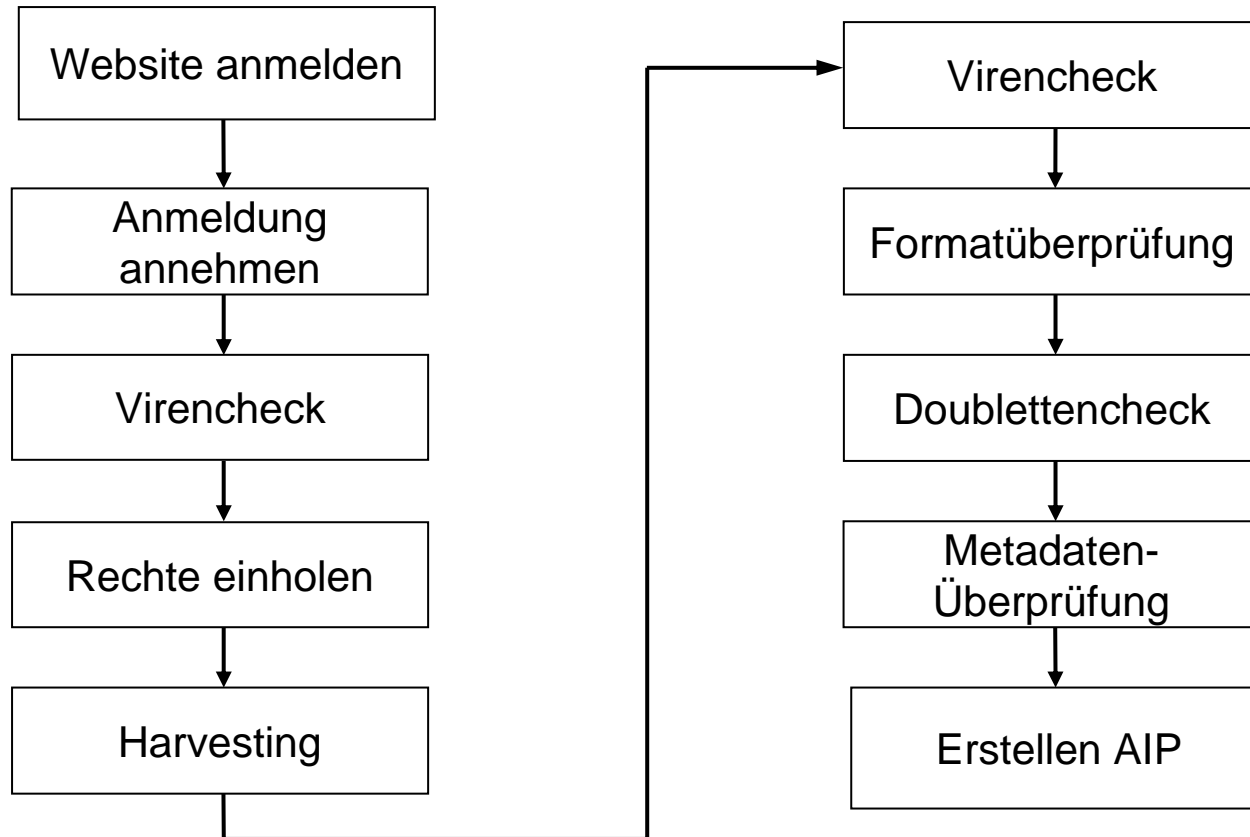 Website anmelden
Anmeldung
annehmen
Virencheck
Rechte einholen
Harvesting
Virencheck
Formatüberprüfung
Doublettencheck
Metadaten-
Überprüfung
Erstellen AIP